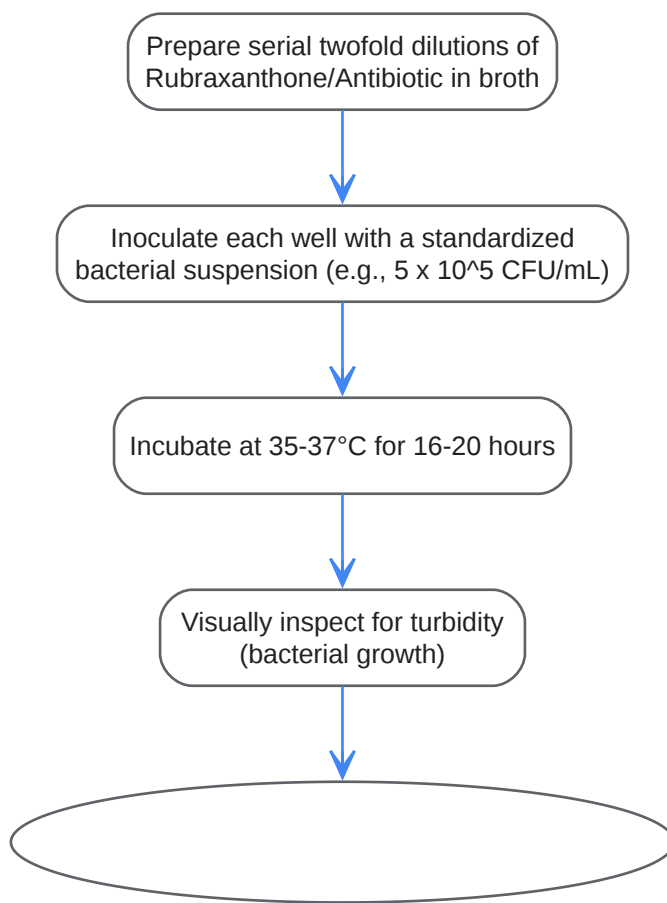 Prepare serial twofold dilutions of
Rubraxanthone/Antibiotic in broth
Inoculate each well with a standardized
bacterial suspension (e.g., 5 x 10^5 CFU/mL)
Incubate at 35-37°C for 16-20 hours
Visually inspect for turbidity
(bacterial growth)